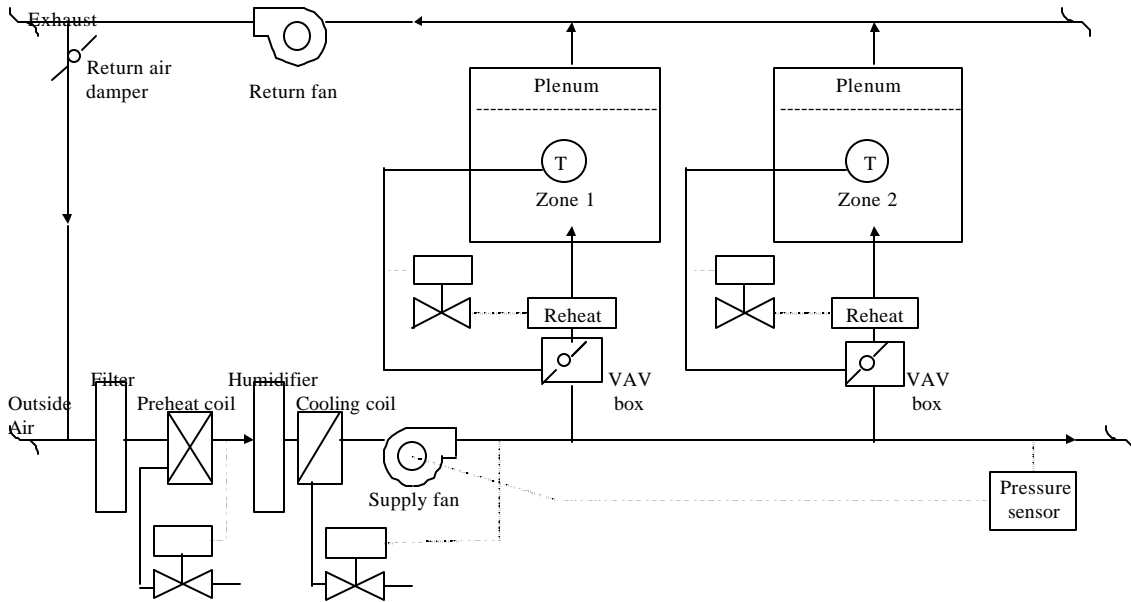 Exhaust
Return air
damper
Return fan
Plenum
Plenum
T
T
Zone 1
Zone 2
Reheat
Reheat
VAV
box
VAV
box
Outside
Air
Filter
Preheat coil
Humidifier
Cooling coil
Supply fan
Pressure
sensor